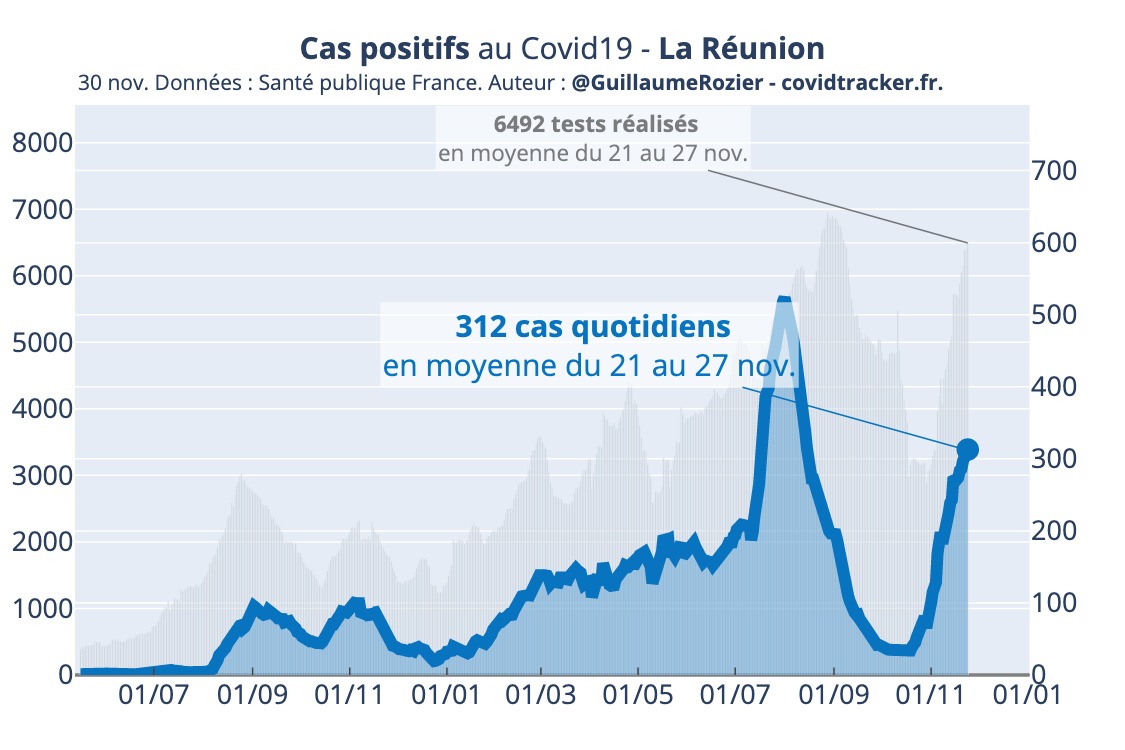 Cas positifs au Covid19 - La Réunion
30 nov. Données : Santé publique France. Auteur : @GuillaumeRozier - covidtracker.fr.
6492 tests réalisés
en moyenne du 21 au 27 nov.
312 cas quotidiens
en moyenne du 21 au 27 nov.
8000
7000
6000
5000
4000
3000
2000
1000
0
700
600
500
400
300
200
100
0
01/07 01/09 01/11 01/01 01/03 01/05 01/07 01/09 01/11 01/01